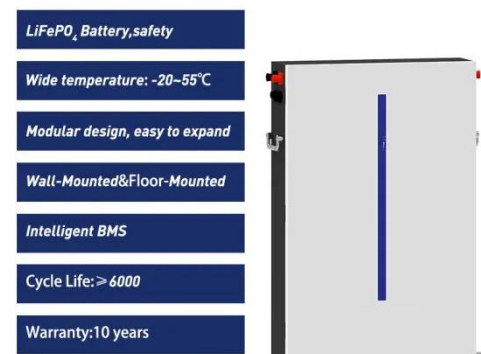 LiFePO₄ Battery,safety
Wide temperature: -20~55℃
Modular design, easy to expand
Wall-Mounted&Floor-Mounted
Intelligent BMS
Cycle Life:≥6000
Warranty:10 years